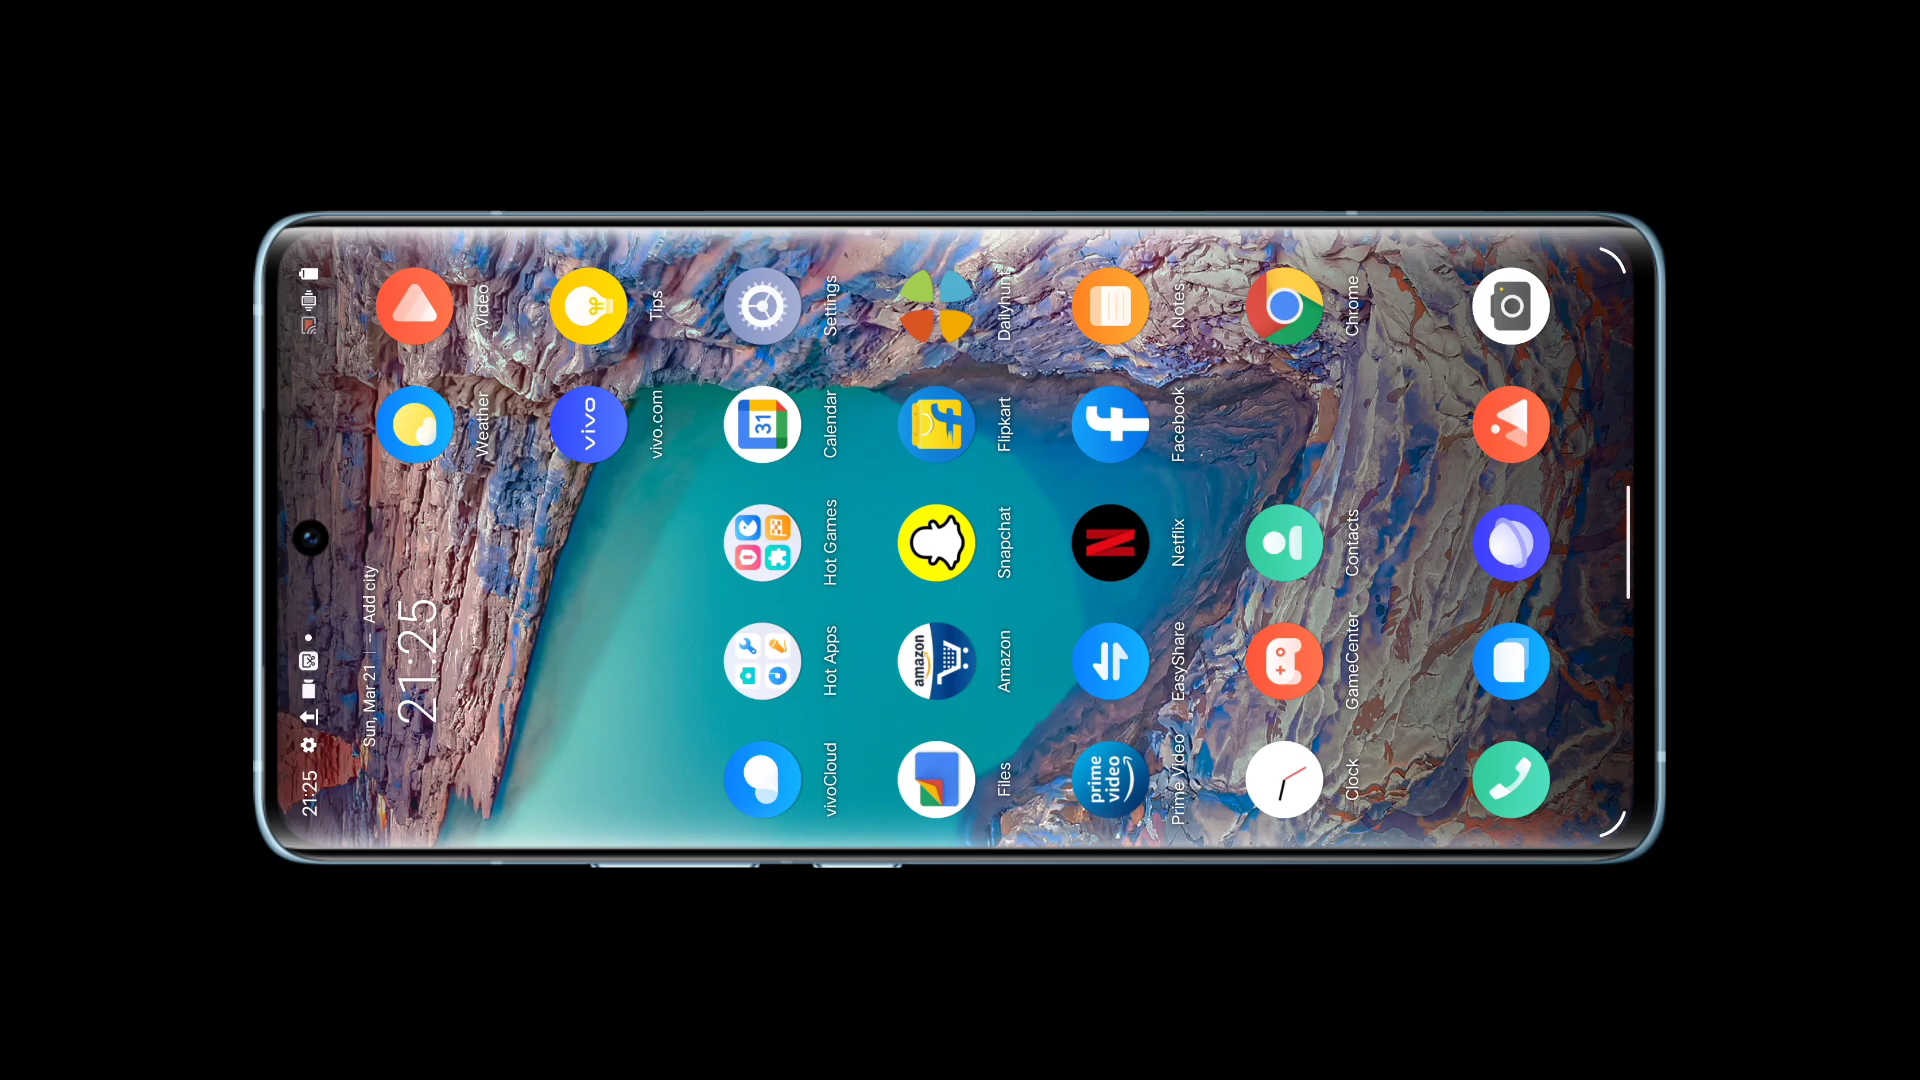 21:25
Sun, Mar 21 | -- Add city
21:25
Weather Video
vivo
vivo.com Tips
31
vivoCloud Hot Apps Hot Games Calendar Settings
amazon
Files Amazon Snapchat Flipkart Dailyhunt
prime video
Prime Video EasyShare Netflix Facebook Notes
Clock GameCenter Contacts Chrome